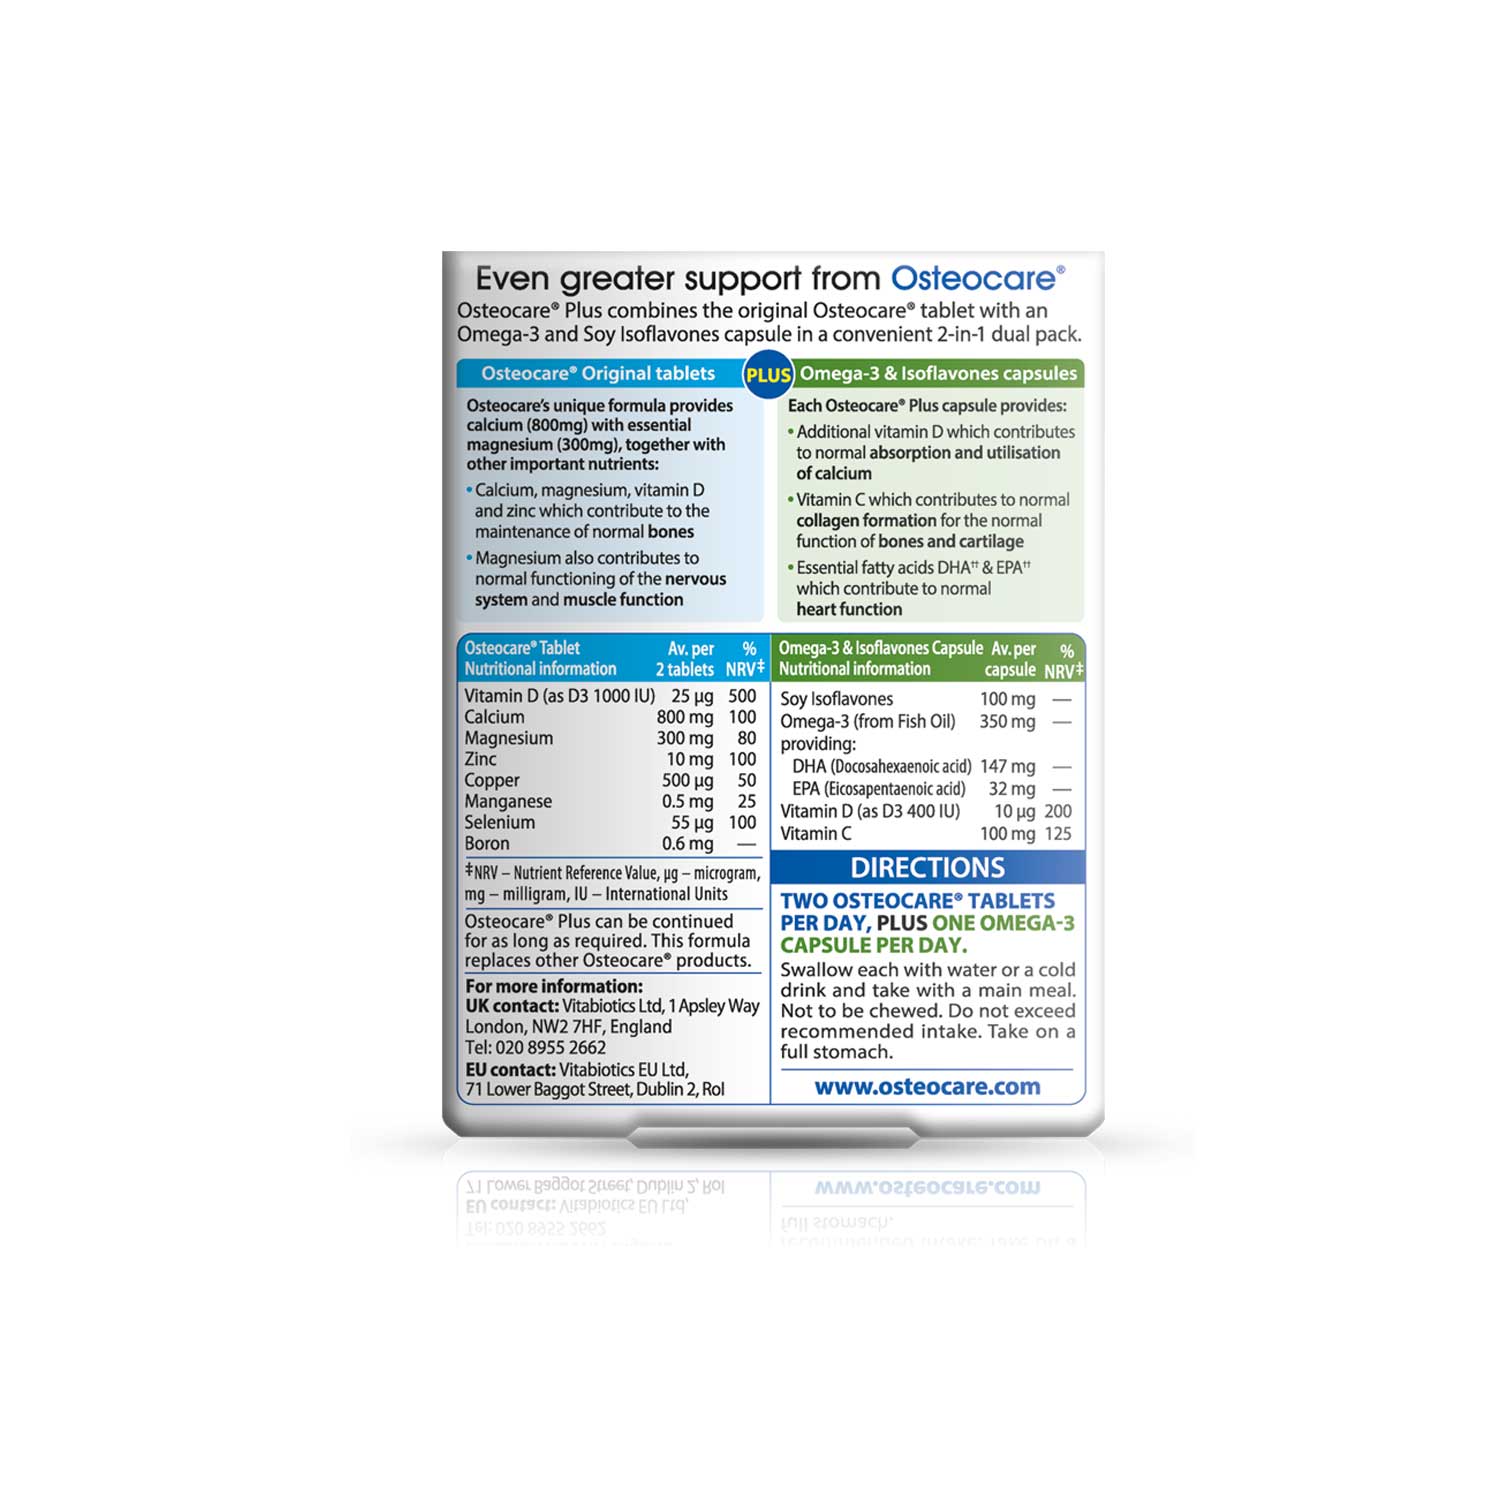 Even greater support from Osteocare®
Osteocare® Plus combines the original Osteocare® tablet with an
Omega-3 and Soy Isoflavones capsule in a convenient 2-in-1 dual pack.
Osteocare® Original tablets
PLUS
Omega-3 & Isoflavones capsules
Osteocare's unique formula provides
calcium (800mg) with essential
magnesium (300mg), together with
other important nutrients:
• Calcium, magnesium, vitamin D
and zinc which contribute to the
maintenance of normal bones
• Magnesium also contributes to
normal functioning of the nervous
system and muscle function
Each Osteocare® Plus capsule provides:
• Additional vitamin D which contributes
to normal absorption and utilisation
of calcium
• Vitamin C which contributes to normal
collagen formation for the normal
function of bones and cartilage
• Essential fatty acids DHA†† & EPA††
which contribute to normal
heart function
Osteocare® Tablet Av. per %
Nutritional information 2 tablets NRV‡
Vitamin D (as D3 1000 IU) 25 µg 500
Calcium 800 mg 100
Magnesium 300 mg 80
Zinc 10 mg 100
Copper 500 µg 50
Manganese 0.5 mg 25
Selenium 55 µg 100
Boron 0.6 mg —
‡NRV – Nutrient Reference Value, µg – microgram,
mg – milligram, IU – International Units
Osteocare® Plus can be continued
for as long as required. This formula
replaces other Osteocare® products.
For more information:
UK contact: Vitabiotics Ltd, 1 Apsley Way
London, NW2 7HF, England
Tel: 020 8955 2662
EU contact: Vitabiotics EU Ltd,
71 Lower Baggot Street, Dublin 2, RoI
Omega-3 & Isoflavones Capsule Av. per %
Nutritional information capsule NRV‡
Soy Isoflavones 100 mg —
Omega-3 (from Fish Oil) 350 mg —
providing:
DHA (Docosahexaenoic acid) 147 mg —
EPA (Eicosapentaenoic acid) 32 mg —
Vitamin D (as D3 400 IU) 10 µg 200
Vitamin C 100 mg 125
DIRECTIONS
TWO OSTEOCARE® TABLETS
PER DAY, PLUS ONE OMEGA-3
CAPSULE PER DAY.
Swallow each with water or a cold
drink and take with a main meal.
Not to be chewed. Do not exceed
recommended intake. Take on a
full stomach.
www.osteocare.com